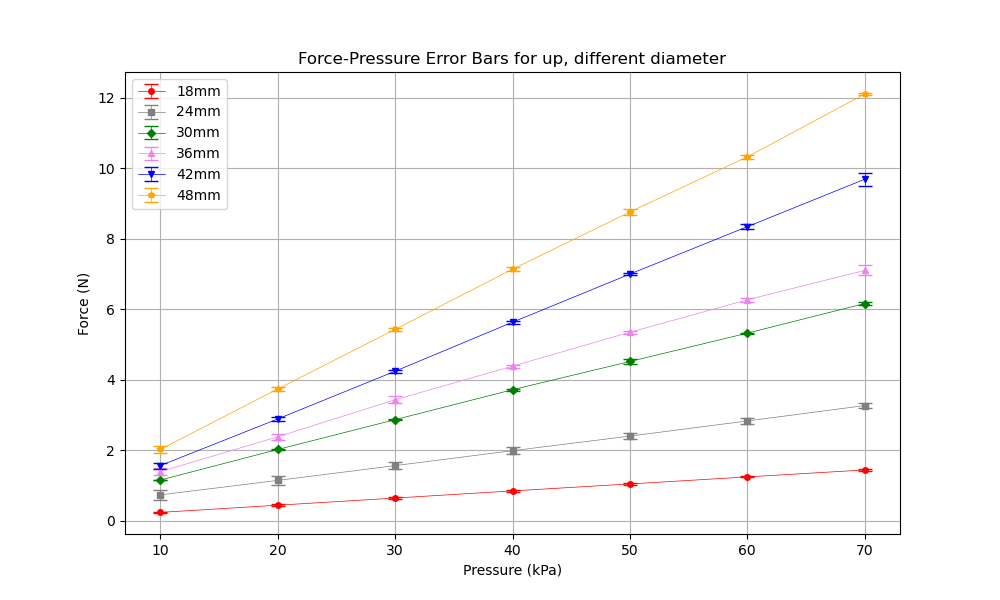 Force-Pressure Error Bars for up, different diameter
18mm
24mm
30mm
36mm
42mm
48mm
Force (N)
12
10
8
6
4
2
0
10 20 30 40 50 60 70
Pressure (kPa)